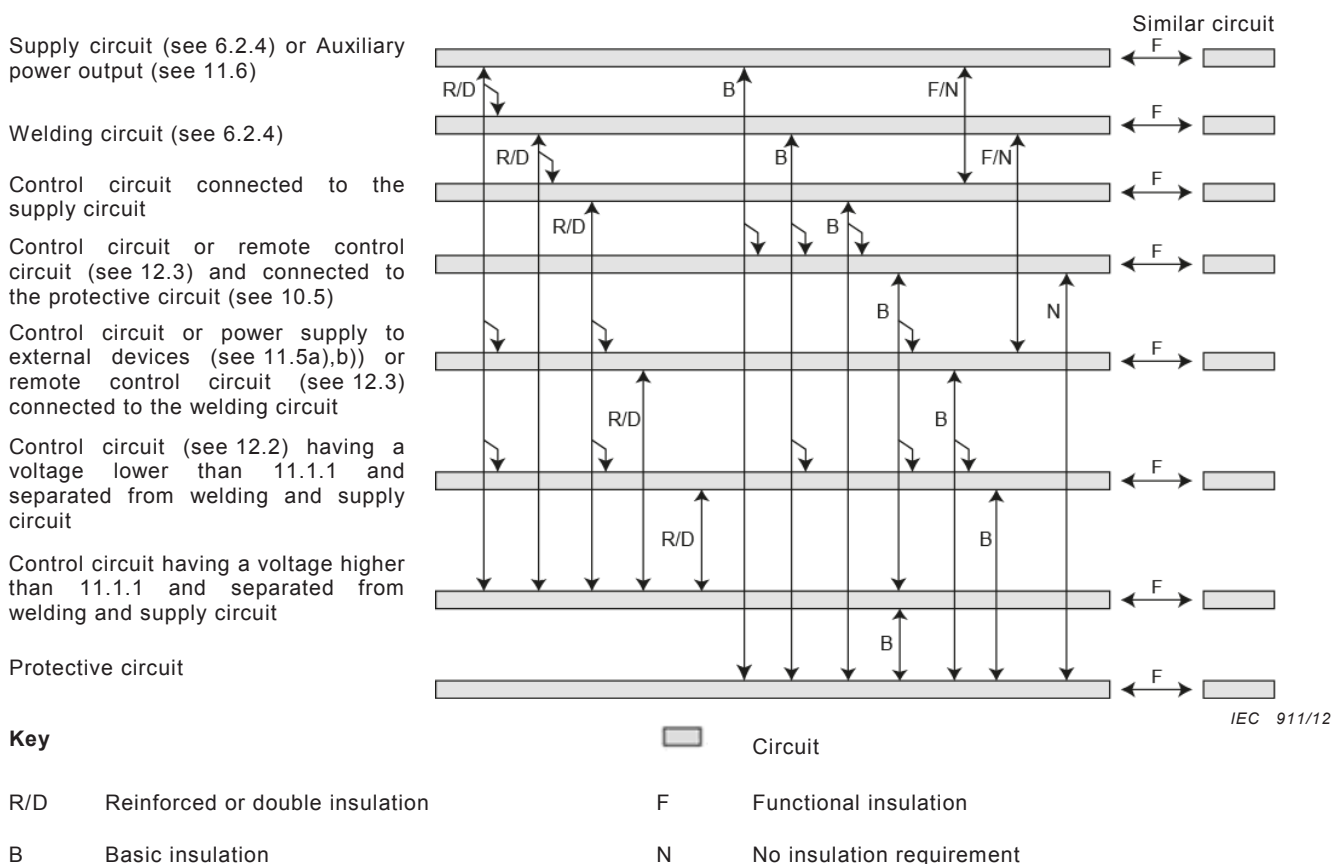 Similar circuit
Supply circuit (see 6.2.4) or Auxiliary
power output (see 11.6)
F
R/D
B
F/N
Welding circuit (see 6.2.4)
F
R/D
B
F/N
Control circuit connected to the
supply circuit
F
R/D
B
Control circuit or remote control
circuit (see 12.3) and connected to
the protective circuit (see 10.5)
F
B
N
Control circuit or power supply to
external devices (see 11.5a),b)) or
remote control circuit (see 12.3)
connected to the welding circuit
F
R/D
B
Control circuit (see 12.2) having a
voltage lower than 11.1.1 and
separated from welding and supply
circuit
F
R/D
B
Control circuit having a voltage higher
than 11.1.1 and separated from
welding and supply circuit
F
B
Protective circuit
F
IEC 911/12
Key
Circuit
R/D Reinforced or double insulation
F Functional insulation
B Basic insulation
N No insulation requirement